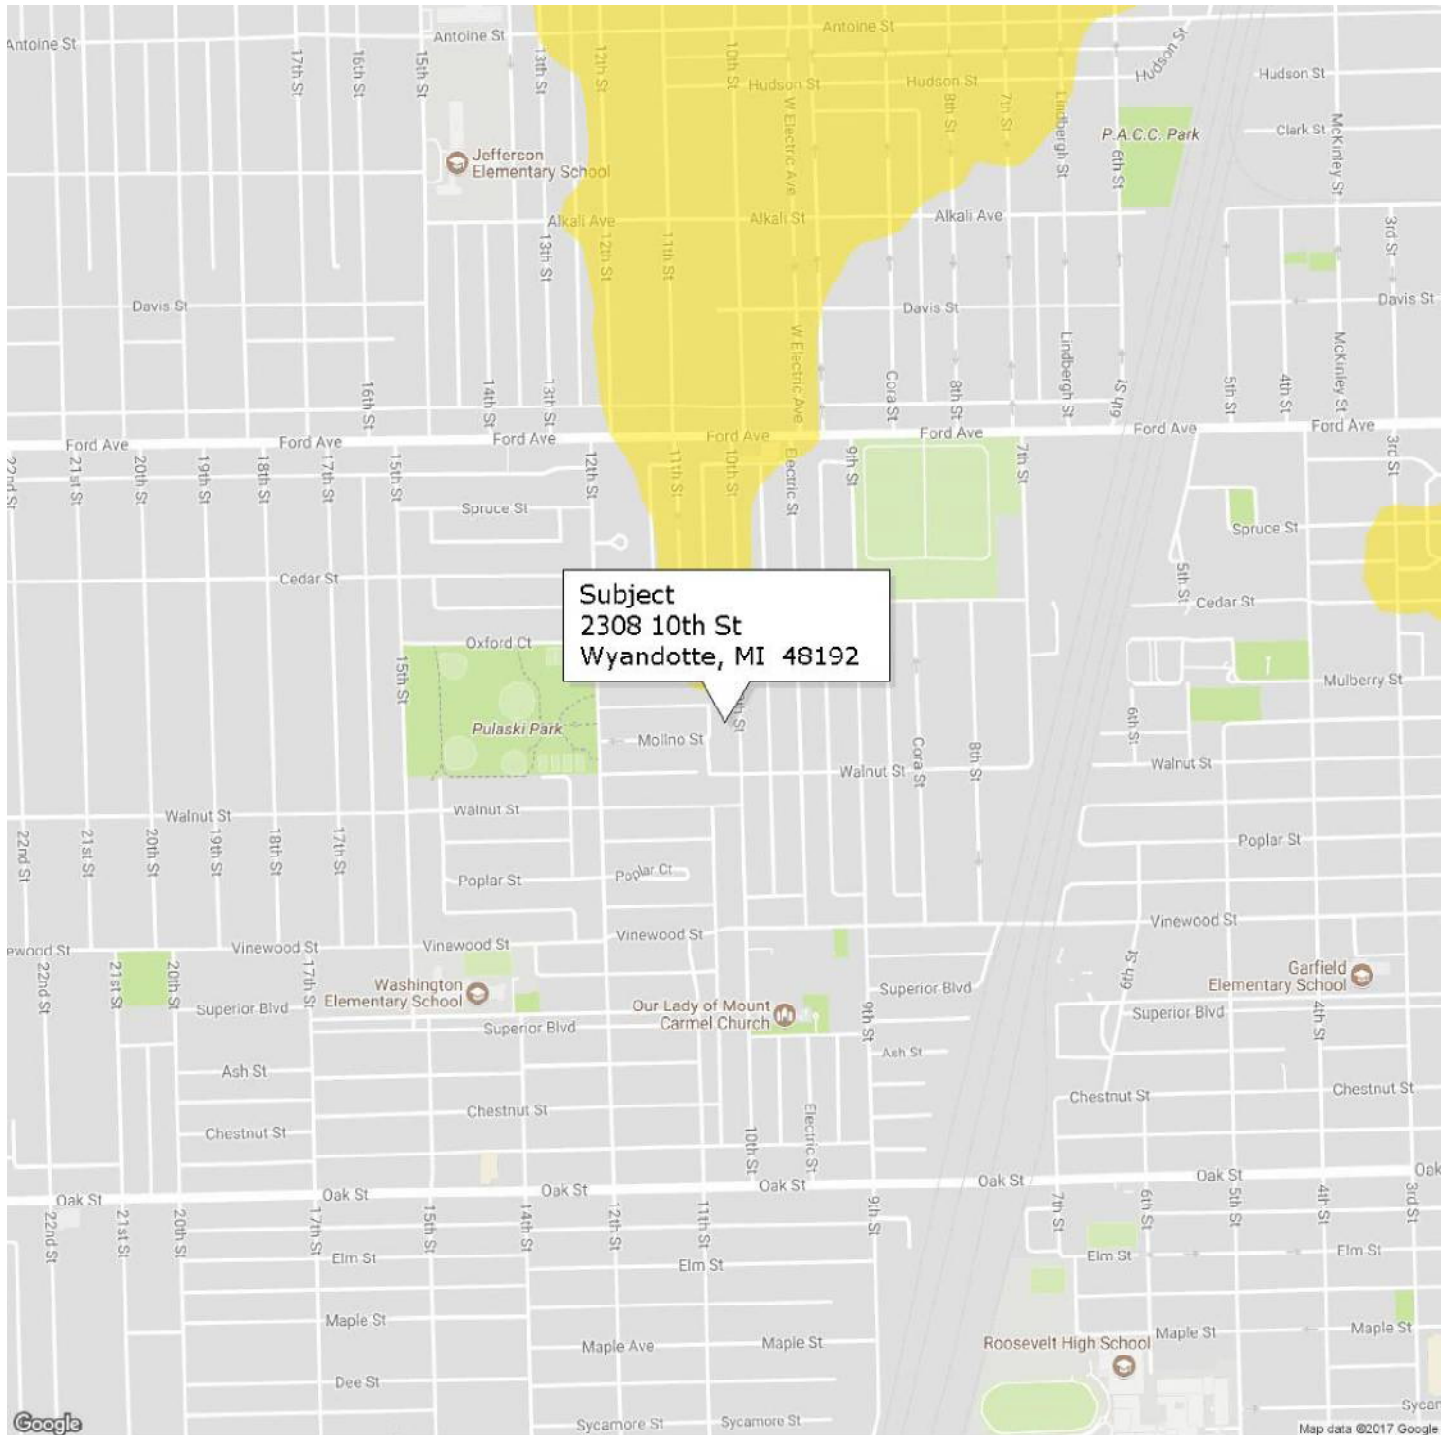 Antoine St
17th St
16th St
15th St
Antoine St
13th St
12th St
10th St
Antoine St
Hudson St
Hudson St
Hudson St
Hudson St
W Electric Ave
8th St
7th St
Lindbergh St
6th St
P.A.C.C. Park
Clark St
McKinley St
Jefferson
Elementary School
Alkali Ave
Alkali St
Alkali Ave
13th St
12th St
11th St
3rd St
Davis St
Davis St
Davis St
W Electric Ave
Lindbergh St
McKinley St
16th St
14th St
13th St
Cora St
8th St
6th St
5th St
4th St
Ford Ave
Ford Ave
Ford Ave
Ford Ave
Ford Ave
Ford Ave
Ford Ave
22nd St
21st St
20th St
19th St
18th St
17th St
15th St
12th St
11th St
10th St
Electric St
9th St
7th St
3rd St
Spruce St
Spruce St
Cedar St
5th St
Cedar St
Subject
2308 10th St
Wyandotte, MI 48192
Oxford Ct
15th St
Pulaski Park
Molino St
Mulberry St
6th St
Cora St
8th St
Walnut St
Walnut St
Walnut St
Walnut St
22nd St
21st St
20th St
19th St
18th St
17th St
Poplar St
Poplar Ct
Poplar St
ewood St
Vinewood St
Vinewood St
Vinewood St
Vinewood St
22nd St
21st St
20th St
17th St
Washington
Elementary School
Our Lady of Mount
Carmel Church
9th St
6th St
Garfield
Elementary School
4th St
Superior Blvd
Superior Blvd
Superior Blvd
Superior Blvd
Ash St
Ash St
Chestnut St
Chestnut St
Chestnut St
Chestnut St
10th St
Electric St
Oak St
Oak St
Oak St
Oak St
Oak St
Oak St
Oak
22nd St
21st St
20th St
17th St
15th St
14th St
12th St
11th St
9th St
7th St
6th St
5th St
4th St
3rd St
Elm St
Elm St
Elm St
Elm St
Maple St
Maple Ave
Maple St
Maple St
Maple St
Roosevelt High School
Dee St
Sycamore St
Sycamore St
Sycar
Google
Map data ©2017 Google